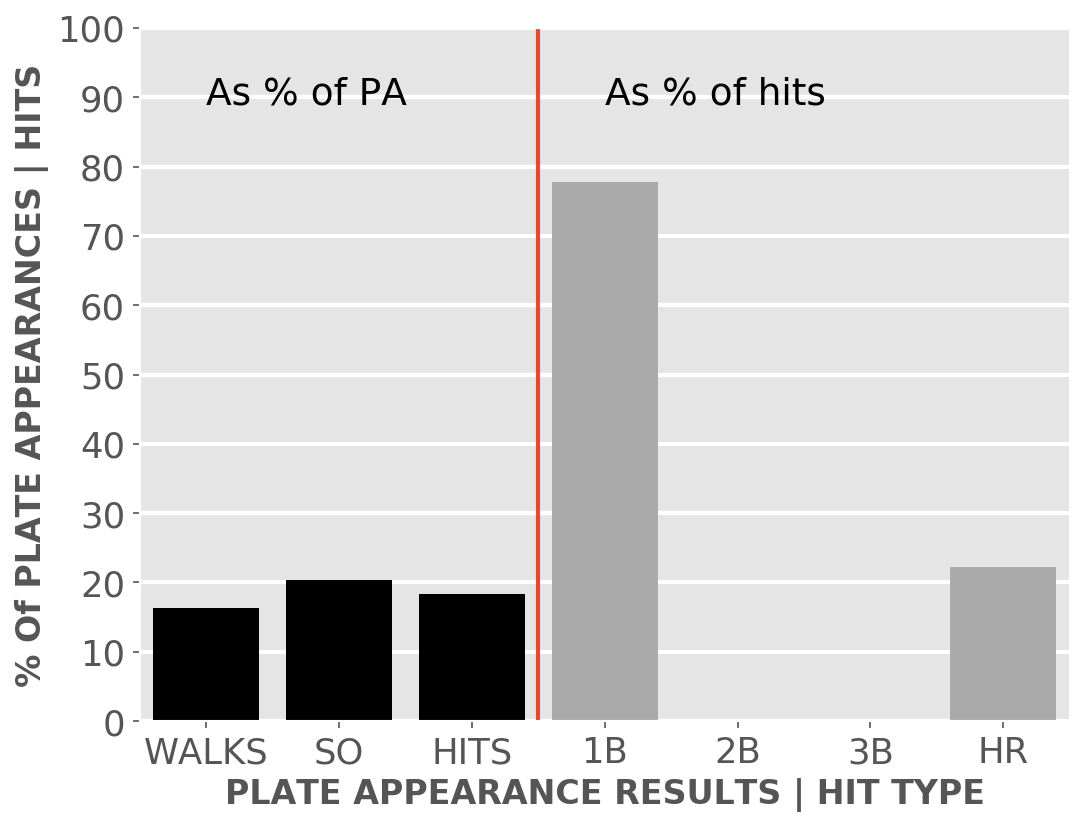 % Of PLATE APPEARANCES | HITS
100
90
80
70
60
50
40
30
20
10
0
As % of PA
As % of hits
WALKS SO HITS 1B 2B 3B HR
PLATE APPEARANCE RESULTS | HIT TYPE